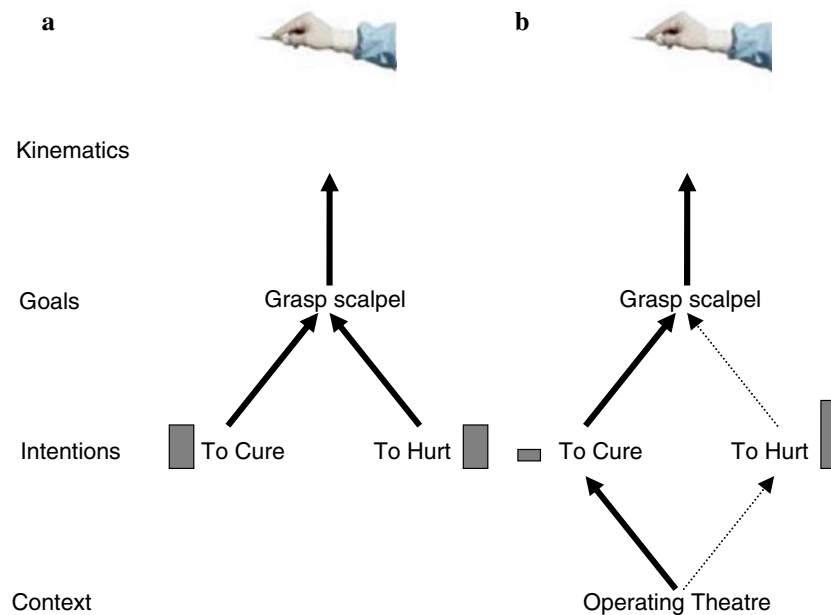 a b
Kinematics
Goals Grasp scalpel Grasp scalpel
Intentions To Cure To Hurt To Cure To Hurt
Context Operating Theatre